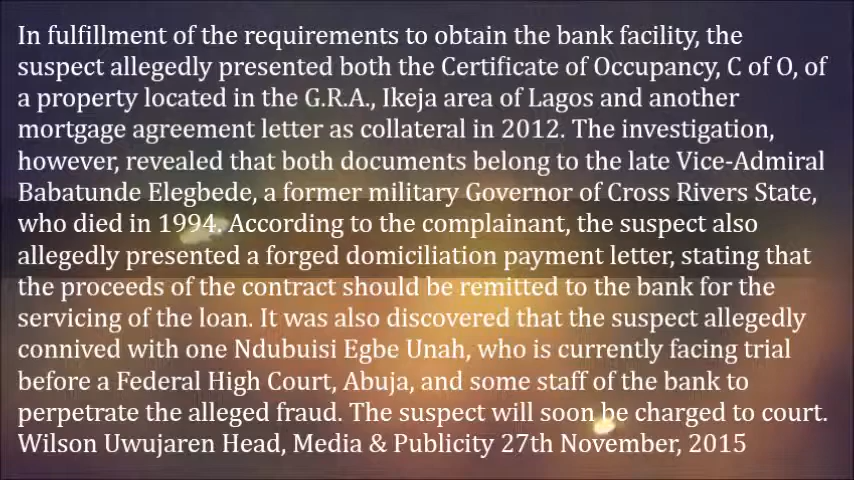 In fulfillment of the requirements to obtain the bank facility, the
suspect allegedly presented both the Certificate of Occupancy, C of O, of
a property located in the G.R.A., Ikeja area of Lagos and another
mortgage agreement letter as collateral in 2012. The investigation,
however, revealed that both documents belong to the late Vice-Admiral
Babatunde Elegbede, a former military Governor of Cross Rivers State,
who died in 1994. According to the complainant, the suspect also
allegedly presented a forged domiciliation payment letter, stating that
the proceeds of the contract should be remitted to the bank for the
servicing of the loan. It was also discovered that the suspect allegedly
connived with one Ndubuisi Egbe Unah, who is currently facing trial
before a Federal High Court, Abuja, and some staff of the bank to
perpetrate the alleged fraud. The suspect will soon be charged to court.
Wilson Uwujaren Head, Media & Publicity 27th November, 2015